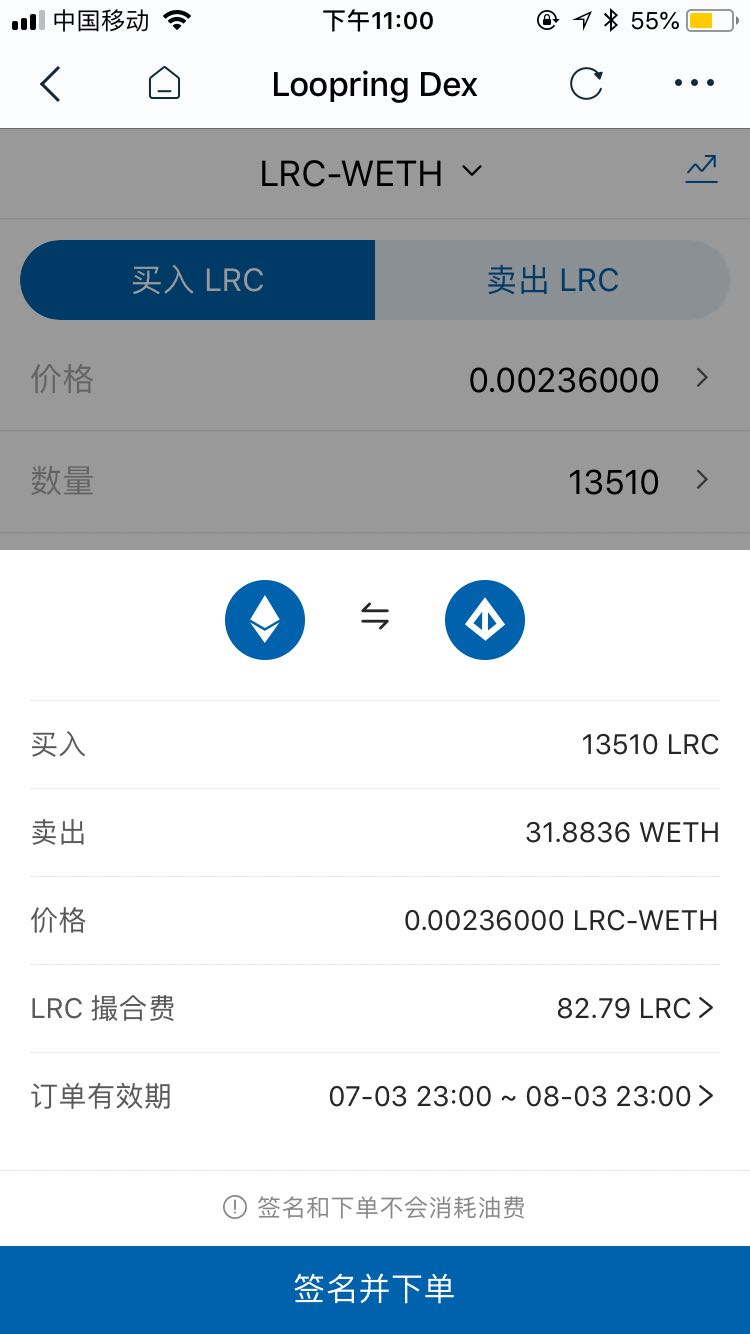 中国移动 下午11:00 55%
Loopring Dex
LRC-WETH
买入 LRC 卖出 LRC
价格 0.00236000
数量 13510
买入 13510 LRC
卖出 31.8836 WETH
价格 0.00236000 LRC-WETH
LRC 撮合费 82.79 LRC
订单有效期 07-03 23:00 ~ 08-03 23:00
签名和下单不会消耗油费
签名并下单